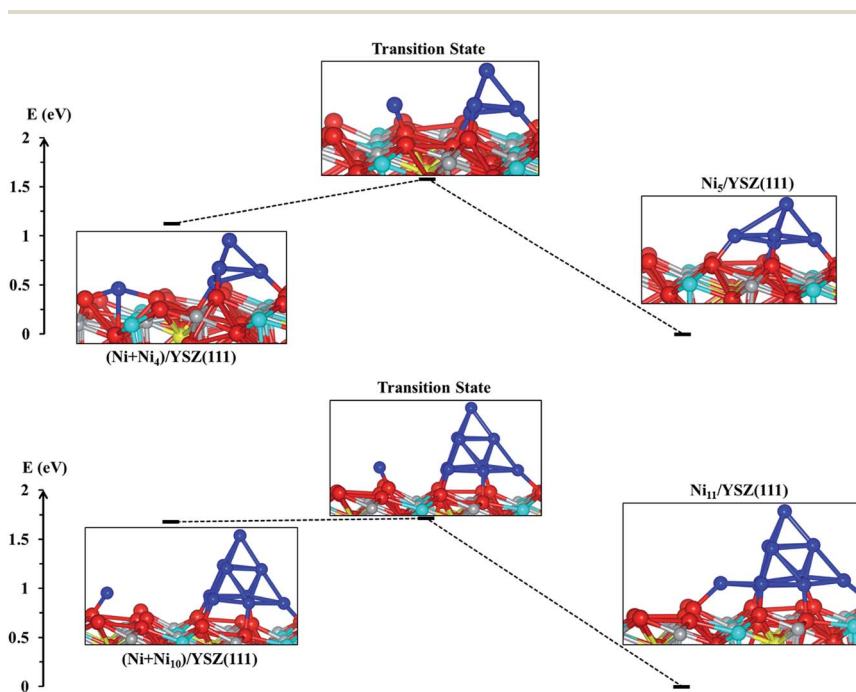 Transition State
E (eV)
2
1.5
1
0.5
0
Ni₅/YSZ(111)
(Ni+Ni₄)/YSZ(111)
Transition State
E (eV)
2
1.5
1
0.5
0
Ni₁₁/YSZ(111)
(Ni+Ni₁₀)/YSZ(111)